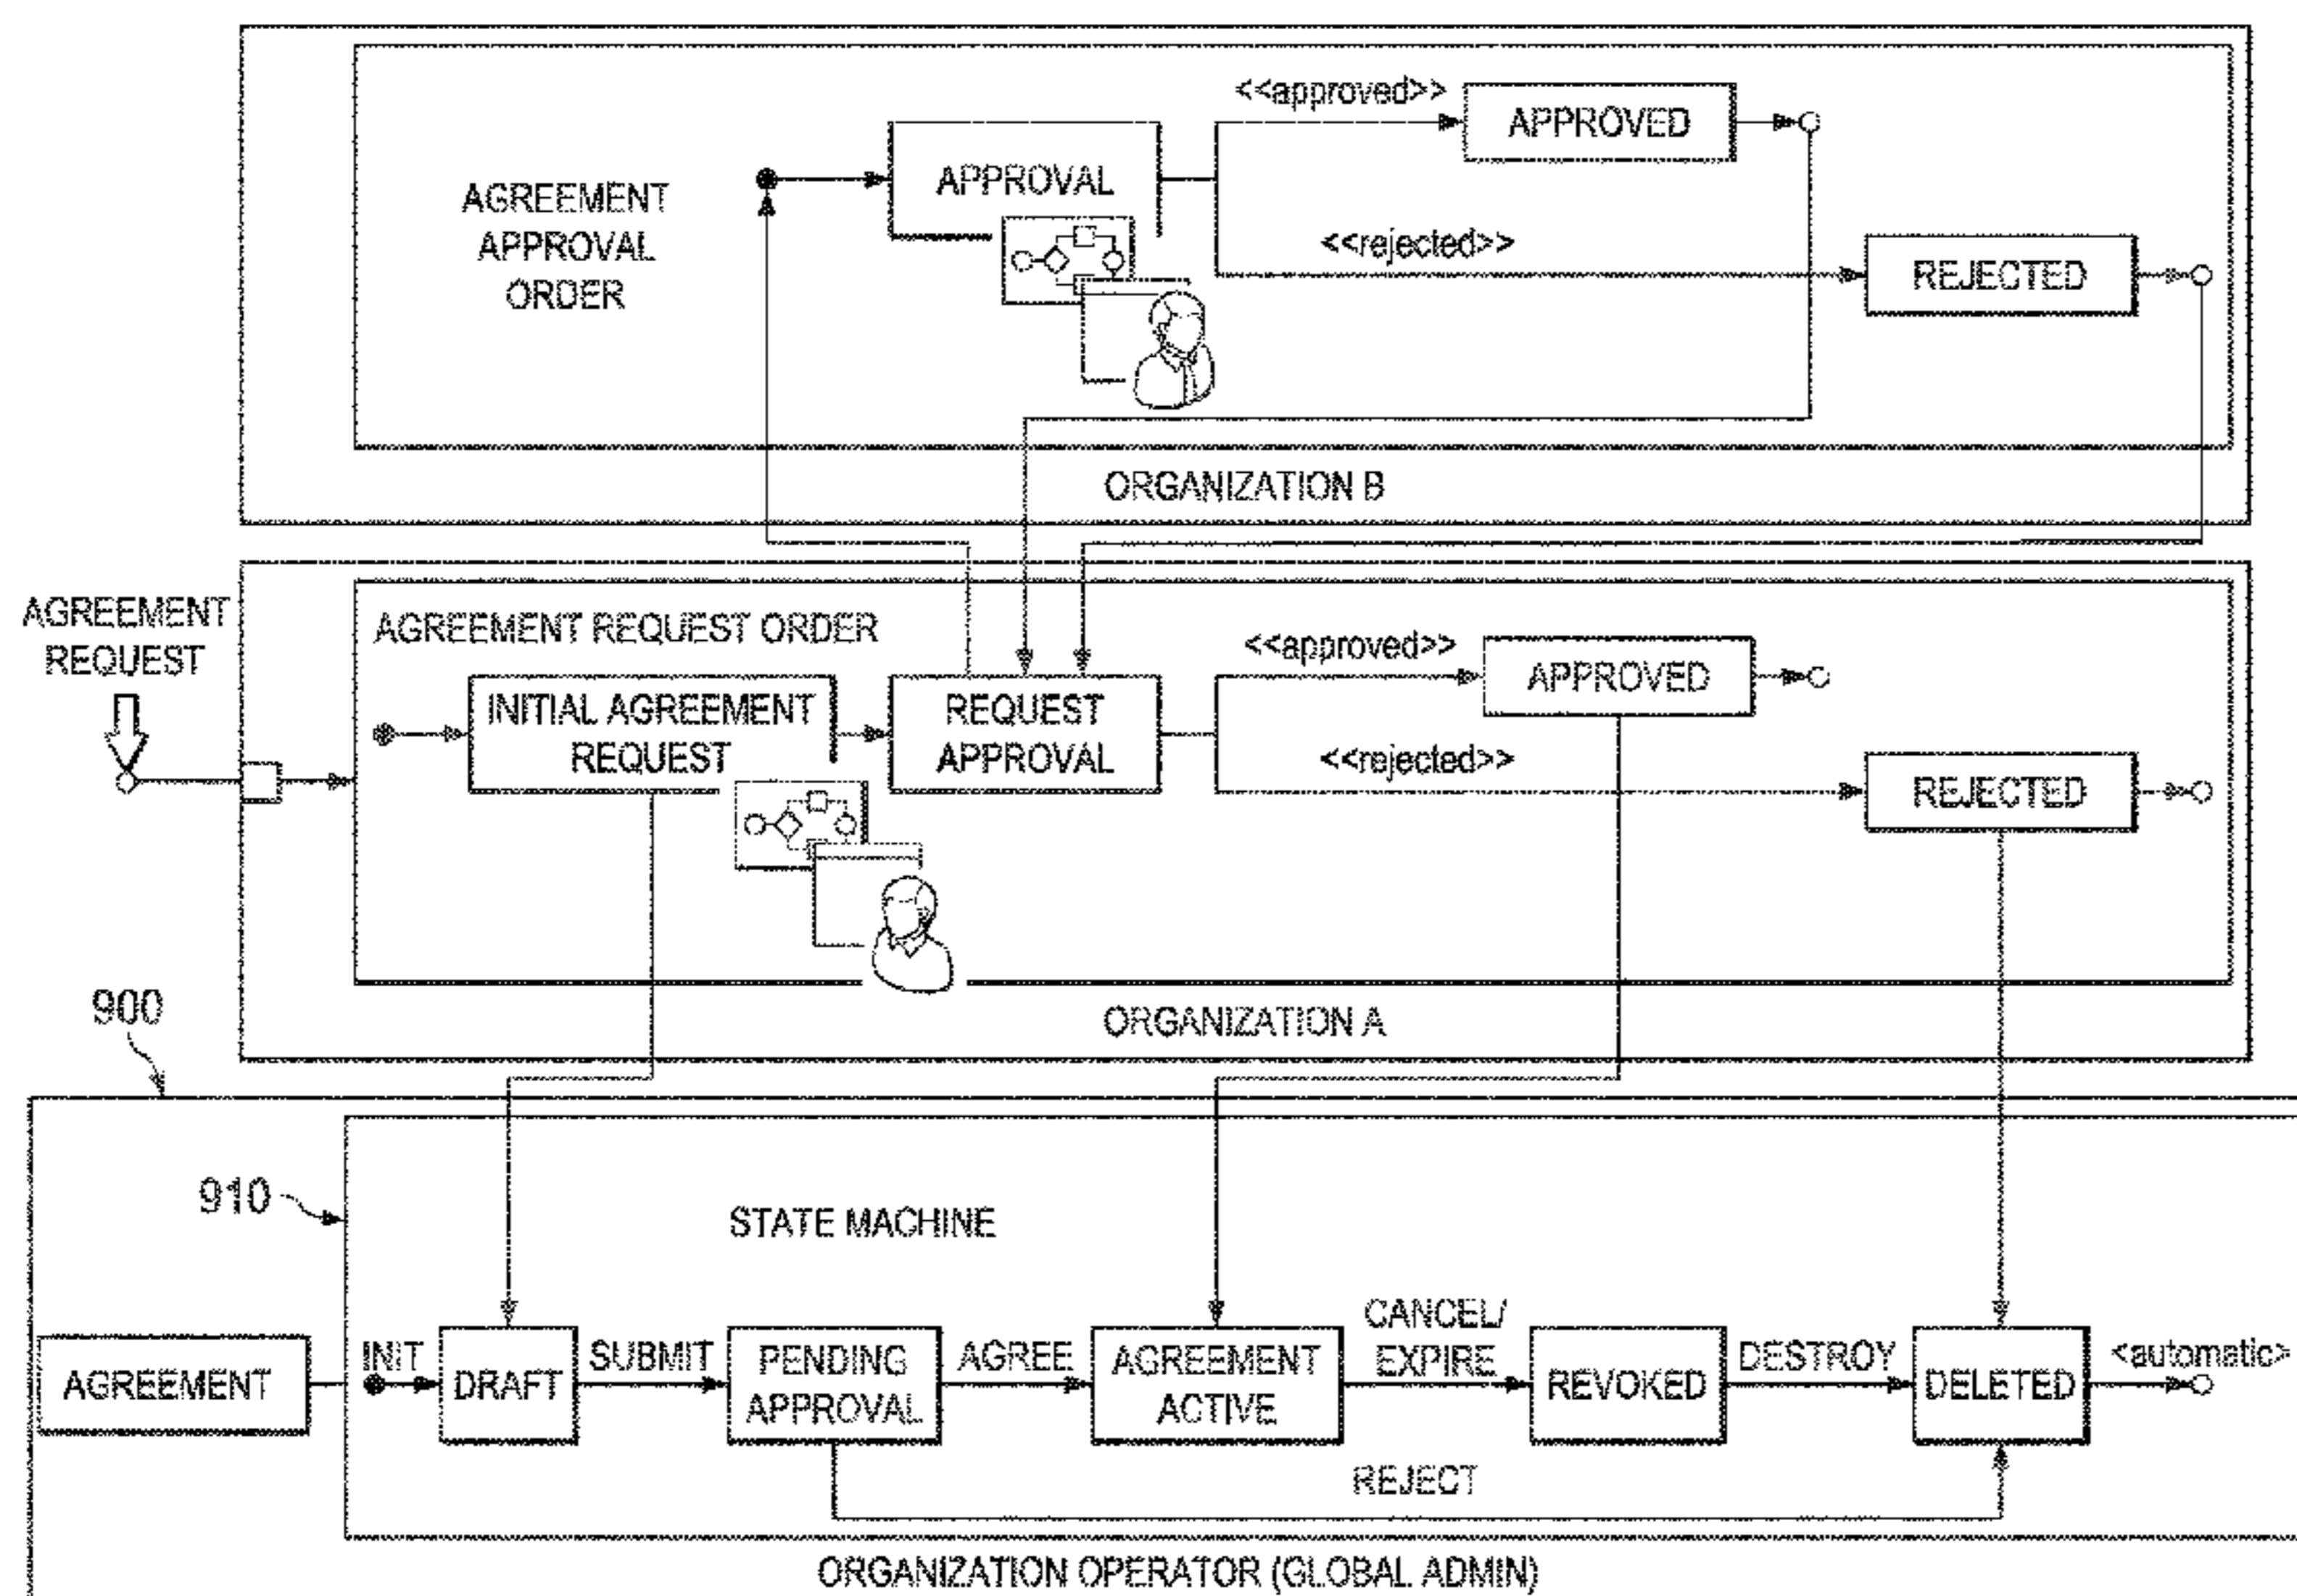 <<approved>>
APPROVED
AGREEMENT
APPROVAL
ORDER
APPROVAL
<<rejected>>
REJECTED
ORGANIZATION B
AGREEMENT
REQUEST
AGREEMENT REQUEST ORDER
INITIAL AGREEMENT
REQUEST
REQUEST
APPROVAL
<<approved>>
APPROVED
<<rejected>>
REJECTED
ORGANIZATION A
900
910
STATE MACHINE
AGREEMENT
INIT
DRAFT
SUBMIT
PENDING
APPROVAL
AGREE
AGREEMENT
ACTIVE
CANCEL/
EXPIRE
REVOKED
DESTROY
DELETED
<automatic>
REJECT
ORGANIZATION OPERATOR (GLOBAL ADMIN)